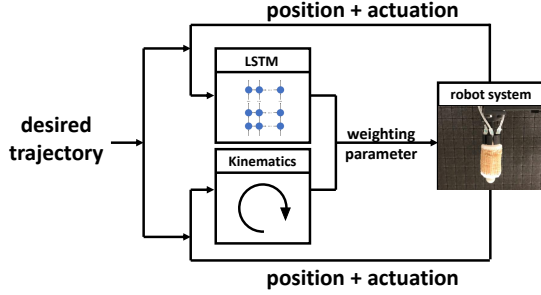 position + actuation
LSTM
robot system
desired
trajectory
weighting
parameter
Kinematics
position + actuation